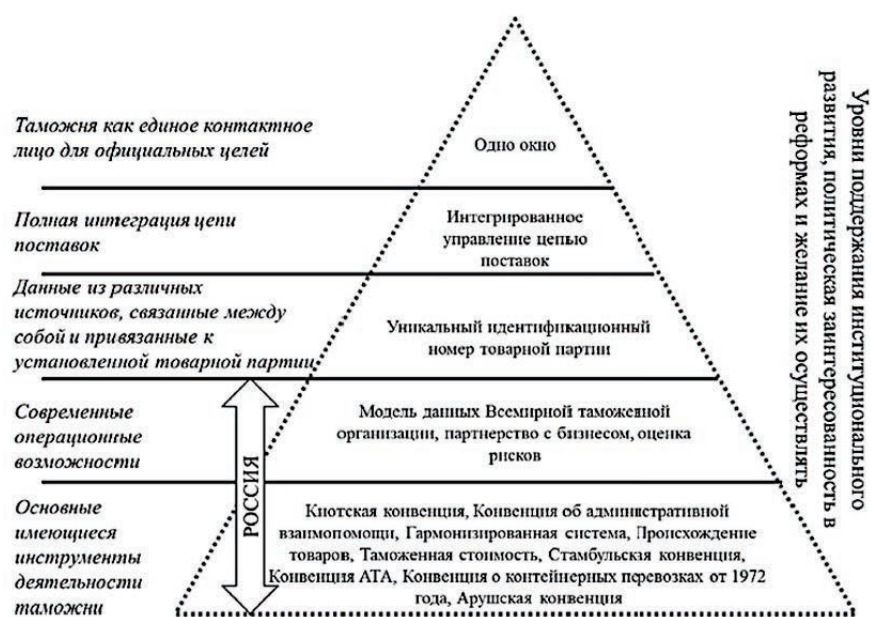 Таможня как единое контактное
лицо для официальных целей
Одно окно
Полная интеграция цепи
поставок
Интегрированное
управление цепью
поставок
Данные из различных
источников, связанные между
собой и привязанные к
установленной товарной партии
Уникальный идентификационный
номер товарной партии
Современные
операционные
возможности
Модель данных Всемирной таможенной
организации, партнерство с бизнесом, оценка
рисков
Основные
имеющиеся
инструменты
деятельности
таможни
РОССИЯ
Киотская конвенция, Конвенция об административной
взаимопомощи, Гармонизированная система, Происхождение
товаров, Таможенная стоимость, Стамбульская конвенция,
Конвенция АТА, Конвенция о контейнерных перевозках от 1972
года, Арушская конвенция
Уровни поддержания институционального
развития, политическая заинтересованность в
реформах и желание их осуществлять